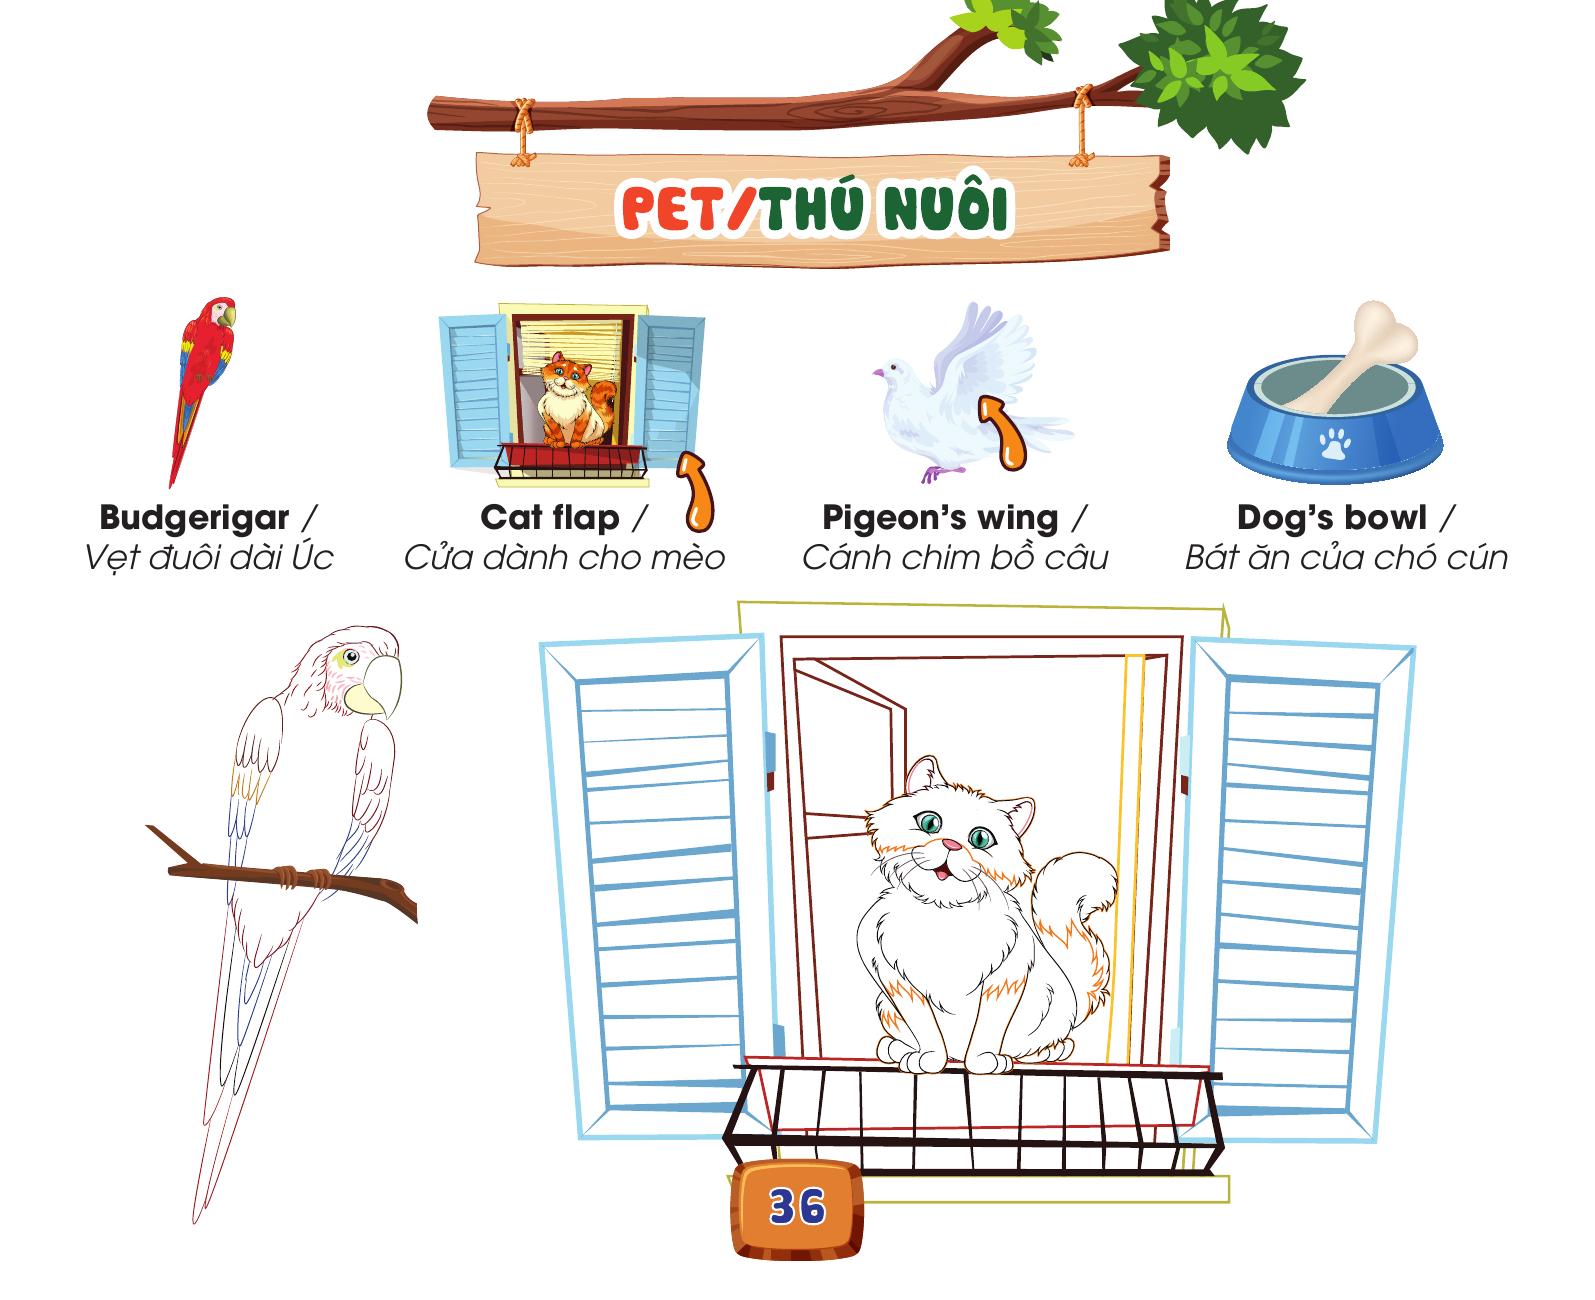 PET/THÚ NUÔI
Budgerigar /
Vẹt đuôi dài Úc
Cat flap /
Cửa dành cho mèo
Pigeon’s wing /
Cánh chim bồ câu
Dog’s bowl /
Bát ăn của chó cún
36